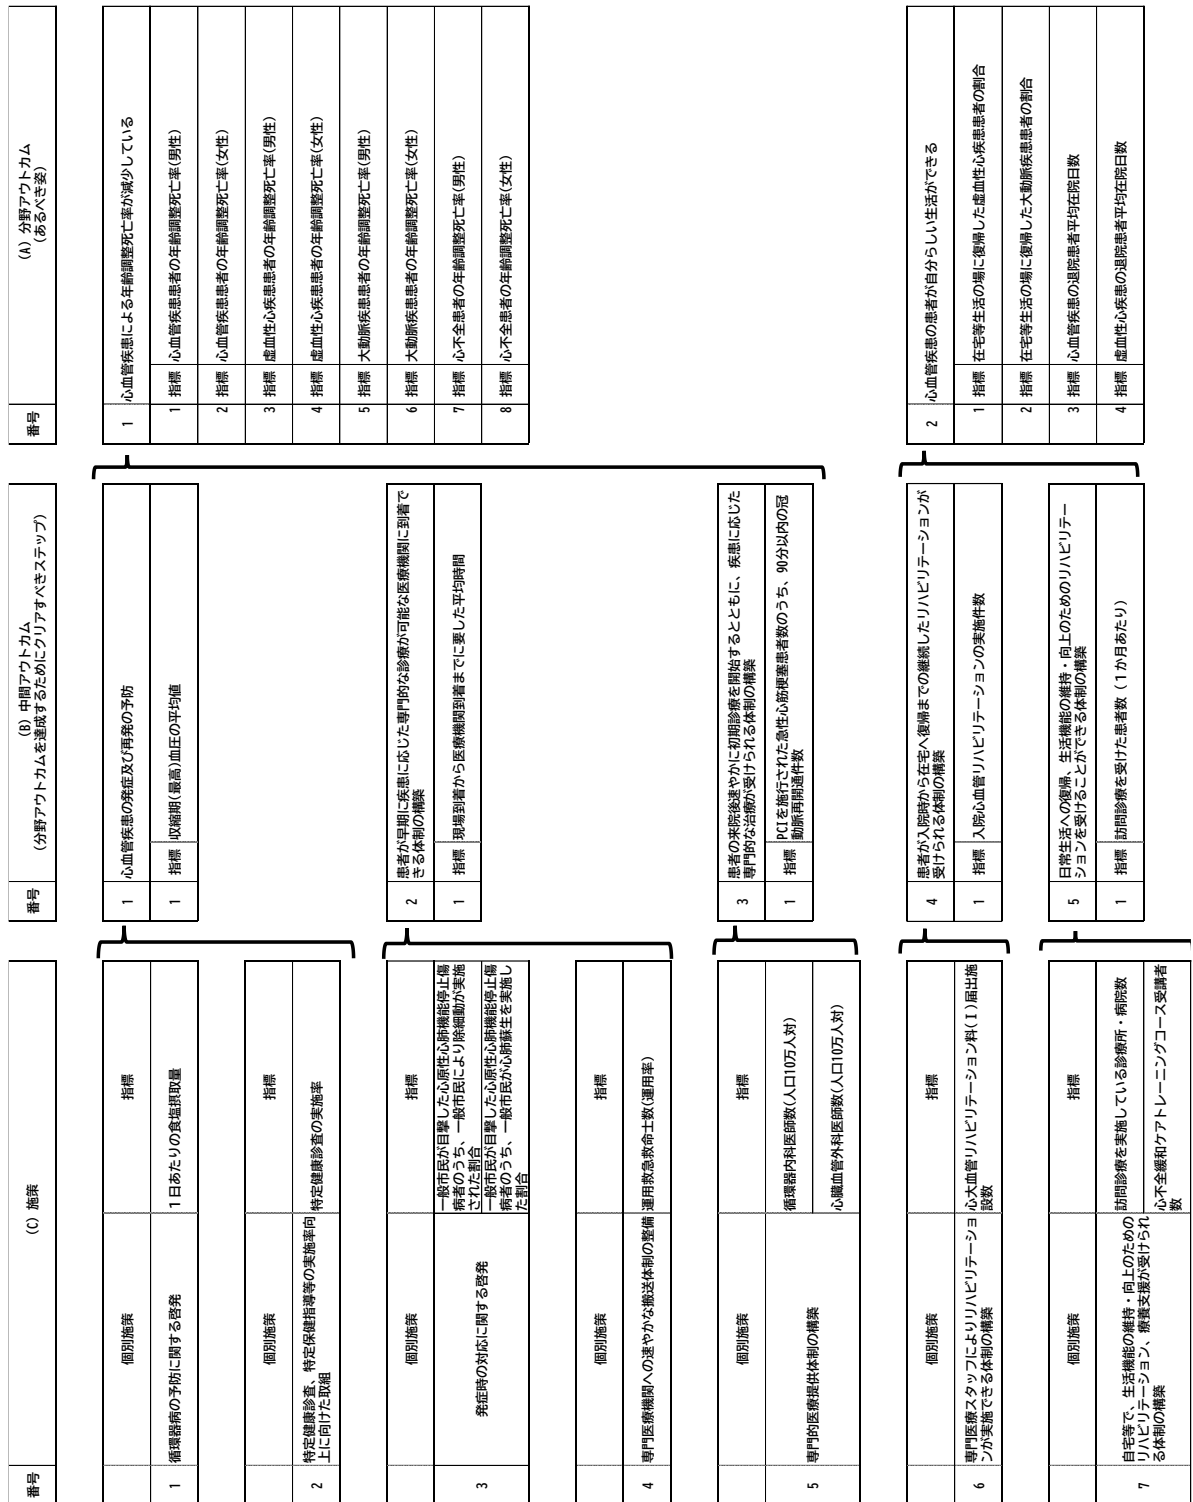 番号
(C) 施策
番号
(B) 中間アウトカム
(分野アウトカムを達成するためにクリアすべきステップ)
番号
(A) 分野アウトカム
(あるべき姿)
個別施策
指標
1
循環器病の予防に関する啓発
1日あたりの食塩摂取量
個別施策
指標
2
特定健康診査、特定保健指導等の実施率向
上に向けた取組
特定健康診査の実施率
個別施策
指標
3
発症時の対応に関する啓発
一般市民が目撃した心原性心肺機能停止傷
病者のうち、一般市民により除細動が実施
された割合
一般市民が目撃した心原性心肺機能停止傷
病者のうち、一般市民が心肺蘇生を実施し
た割合
個別施策
指標
4
専門医療機関への速やかな搬送体制の整備
運用救急救命士数(運用率)
個別施策
指標
5
専門的医療提供体制の構築
循環器内科医師数(人口10万人対)
心臓血管外科医師数(人口10万人対)
個別施策
指標
6
専門医療スタッフによりリハビリテーショ
ンが実施できる体制の構築
心大血管リハビリテーション料(Ⅰ)届出施
設数
個別施策
指標
7
自宅等で、生活機能の維持・向上のための
リハビリテーション、療養支援が受けられ
る体制の構築
訪問診療を実施している診療所・病院数
心不全緩和ケアトレーニングコース受講者
数
1
心血管疾患の発症及び再発の予防
1
指標
収縮期(最高)血圧の平均値
2
患者が早期に疾患に応じた専門的な診療が可能な医療機関に到着で
きる体制の構築
1
指標
現場到着から医療機関到着までに要した平均時間
3
患者の来院後速やかに初期診療を開始するとともに、疾患に応じた
専門的な治療が受けられる体制の構築
1
指標
PCIを施行された急性心筋梗塞患者数のうち、90分以内の冠
動脈再開通件数
4
患者が入院時から在宅へ復帰までの継続したリハビリテーションが
受けられる体制の構築
1
指標
入院心血管リハビリテーションの実施件数
5
日常生活への復帰、生活機能の維持・向上のためのリハビリテー
ションを受けることができる体制の構築
1
指標
訪問診療を受けた患者数（1か月あたり）
1
心血管疾患による年齢調整死亡率が減少している
1
指標
心血管疾患患者の年齢調整死亡率(男性)
2
指標
心血管疾患患者の年齢調整死亡率(女性)
3
指標
虚血性心疾患患者の年齢調整死亡率(男性)
4
指標
虚血性心疾患患者の年齢調整死亡率(女性)
5
指標
大動脈疾患患者の年齢調整死亡率(男性)
6
指標
大動脈疾患患者の年齢調整死亡率(女性)
7
指標
心不全患者の年齢調整死亡率(男性)
8
指標
心不全患者の年齢調整死亡率(女性)
2
心血管疾患の患者が自分らしい生活ができる
1
指標
在宅等生活の場に復帰した虚血性心疾患患者の割合
2
指標
在宅等生活の場に復帰した大動脈疾患患者の割合
3
指標
心血管疾患の退院患者平均在院日数
4
指標
虚血性心疾患の退院患者平均在院日数